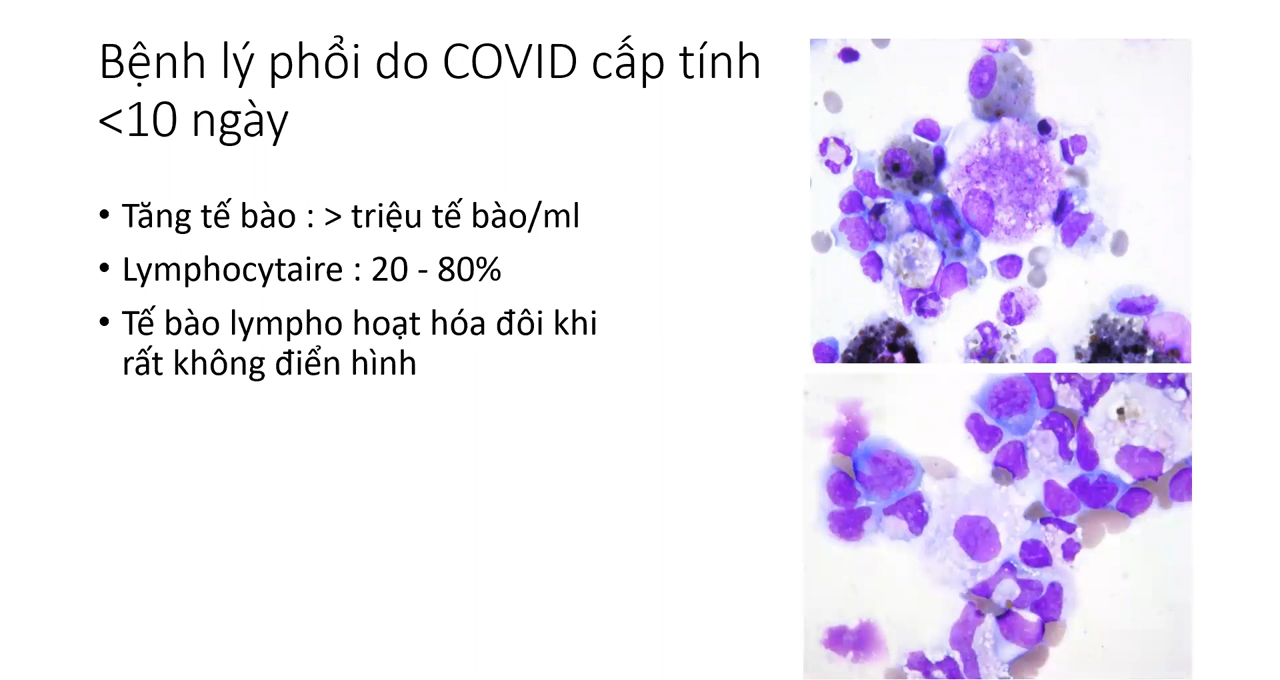 Bệnh lý phổi do COVID cấp tính
<10 ngày
• Tăng tế bào : > triệu tế bào/ml
• Lymphocytaire : 20 - 80%
• Tế bào lympho hoạt hóa đôi khi
rất không điển hình